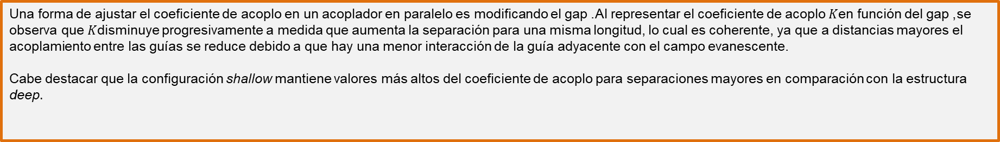 Una forma de ajustar el coeficiente de acoplo en un acoplador en paralelo es modificando el gap .Al representar el coeficiente de acoplo K en función del gap ,se
observa que K disminuye progresivamente a medida que aumenta la separación para una misma longitud, lo cual es coherente, ya que a distancias mayores el
acoplamiento entre las guías se reduce debido a que hay una menor interacción de la guía adyacente con el campo evanescente.
Cabe destacar que la configuración shallow mantiene valores más altos del coeficiente de acoplo para separaciones mayores en comparación con la estructura
deep.